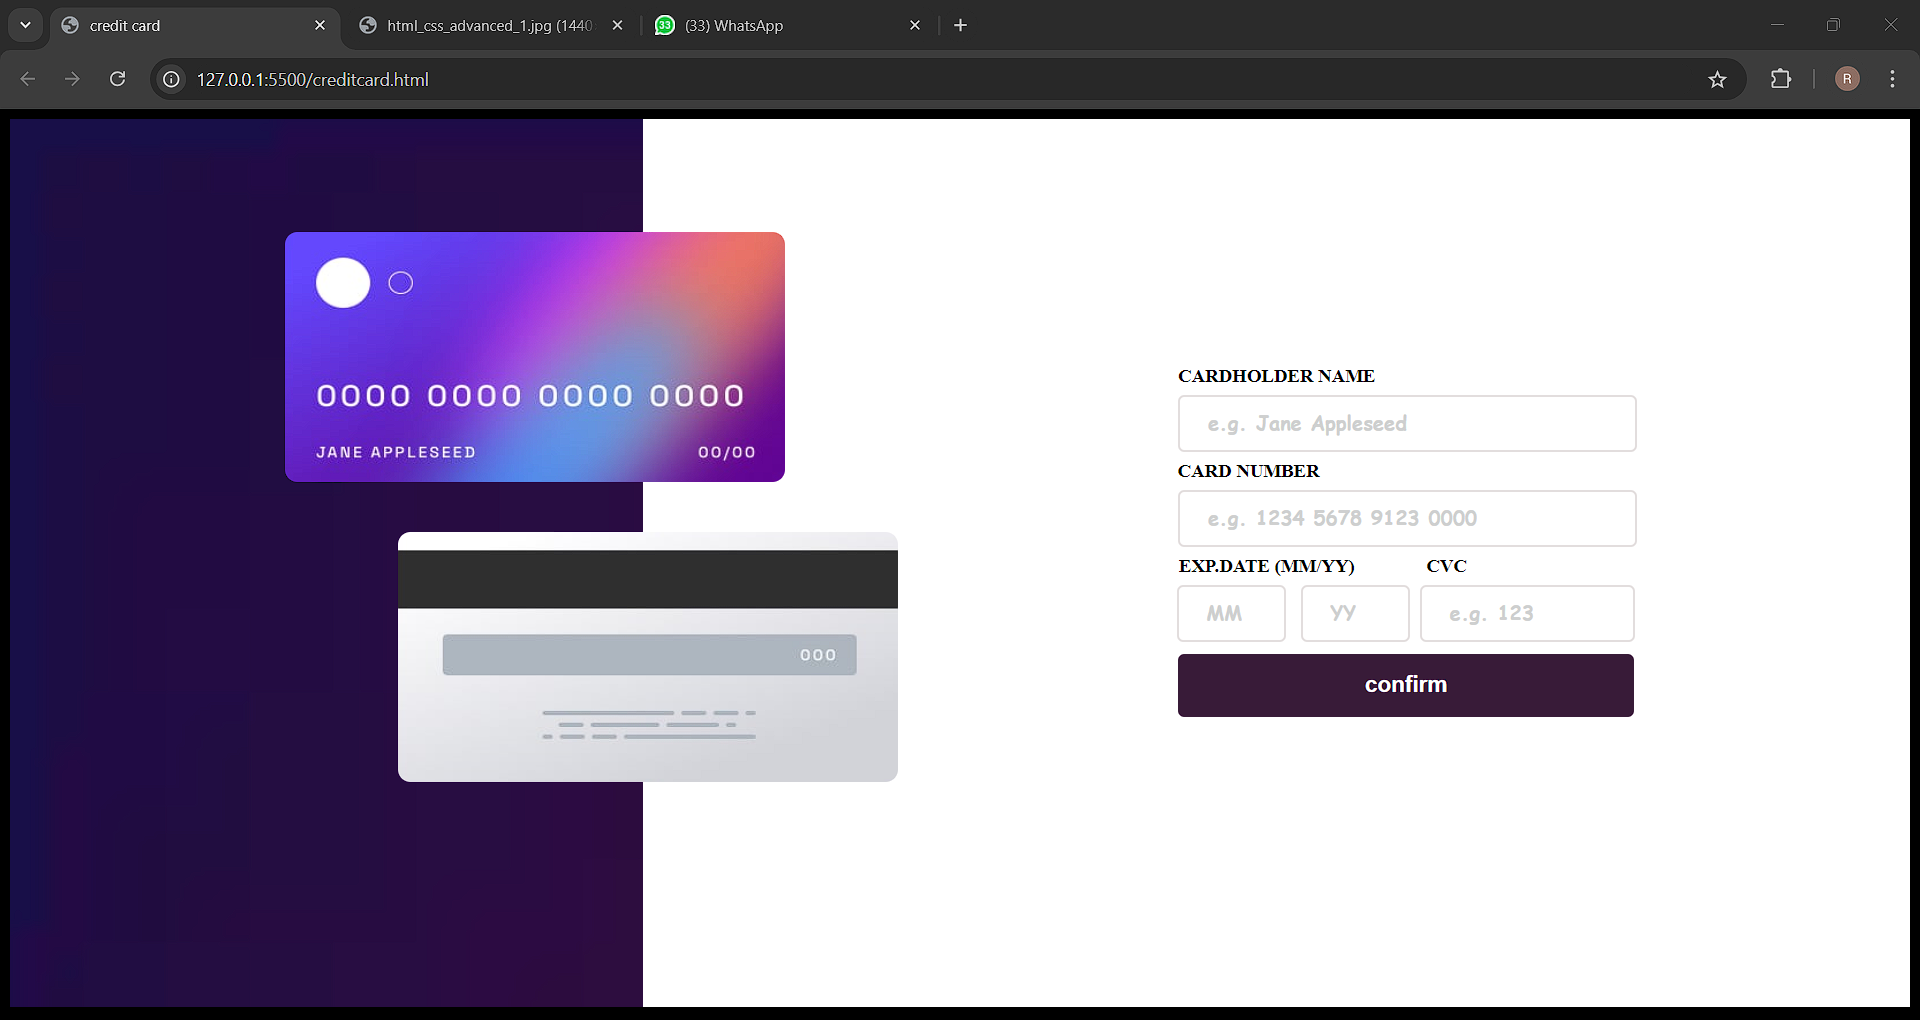 credit card
html_css_advanced_1.jpg (1440
33
(33) WhatsApp
127.0.0.1:5500/creditcard.html
R
0000 0000 0000 0000
JANE APPLESEED
00/00
000
CARDHOLDER NAME
e.g. Jane Appleseed
CARD NUMBER
e.g. 1234 5678 9123 0000
EXP.DATE (MM/YY)
CVC
MM
YY
e.g. 123
confirm